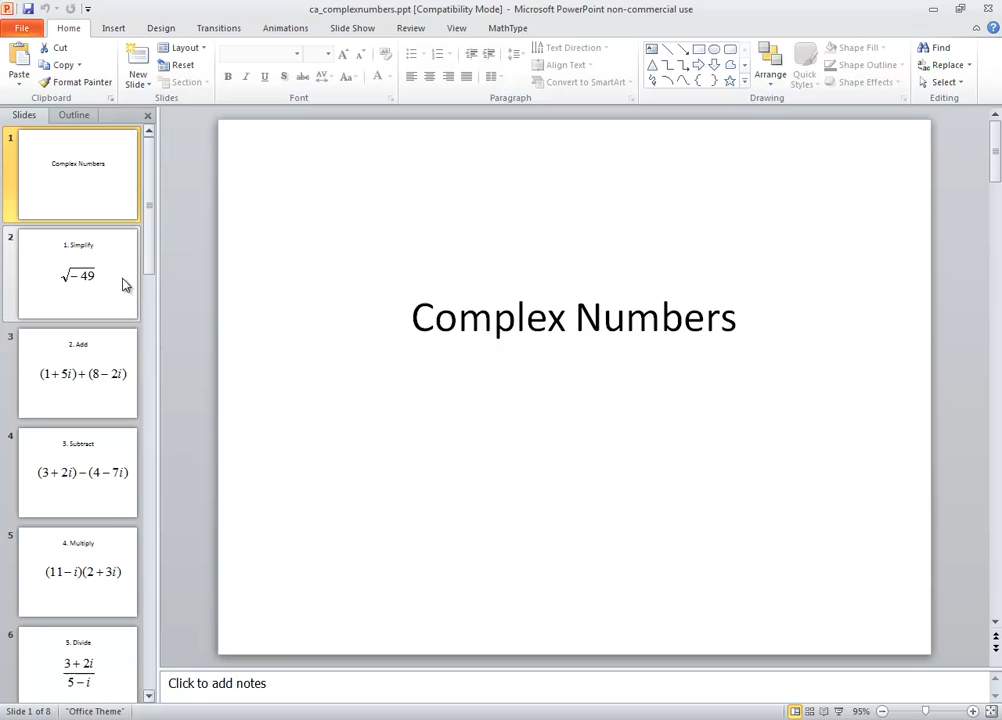 ca_complexnumbers.ppt [Compatibility Mode] - Microsoft PowerPoint non-commercial use
File Home Insert Design Transitions Animations Slide Show Review View MathType
Paste
Cut
Copy
Format Painter
Clipboard
New Slide
Layout
Reset
Section
Slides
B I U S abc AV Aa A
Font
Text Direction
Align Text
Convert to SmartArt
Paragraph
Arrange
Quick Styles
Shape Fill
Shape Outline
Shape Effects
Drawing
Find
Replace
Select
Editing
Slides Outline
1
Complex Numbers
2
1. Simplify
√−49
3
2. Add
(1+5i)+(8−2i)
4
3. Subtract
(3+2i)−(4−7i)
5
4. Multiply
(11−i)(2+3i)
6
5. Divide
3+2i
5−i
Complex Numbers
Click to add notes
Slide 1 of 8 "Office Theme" 95%